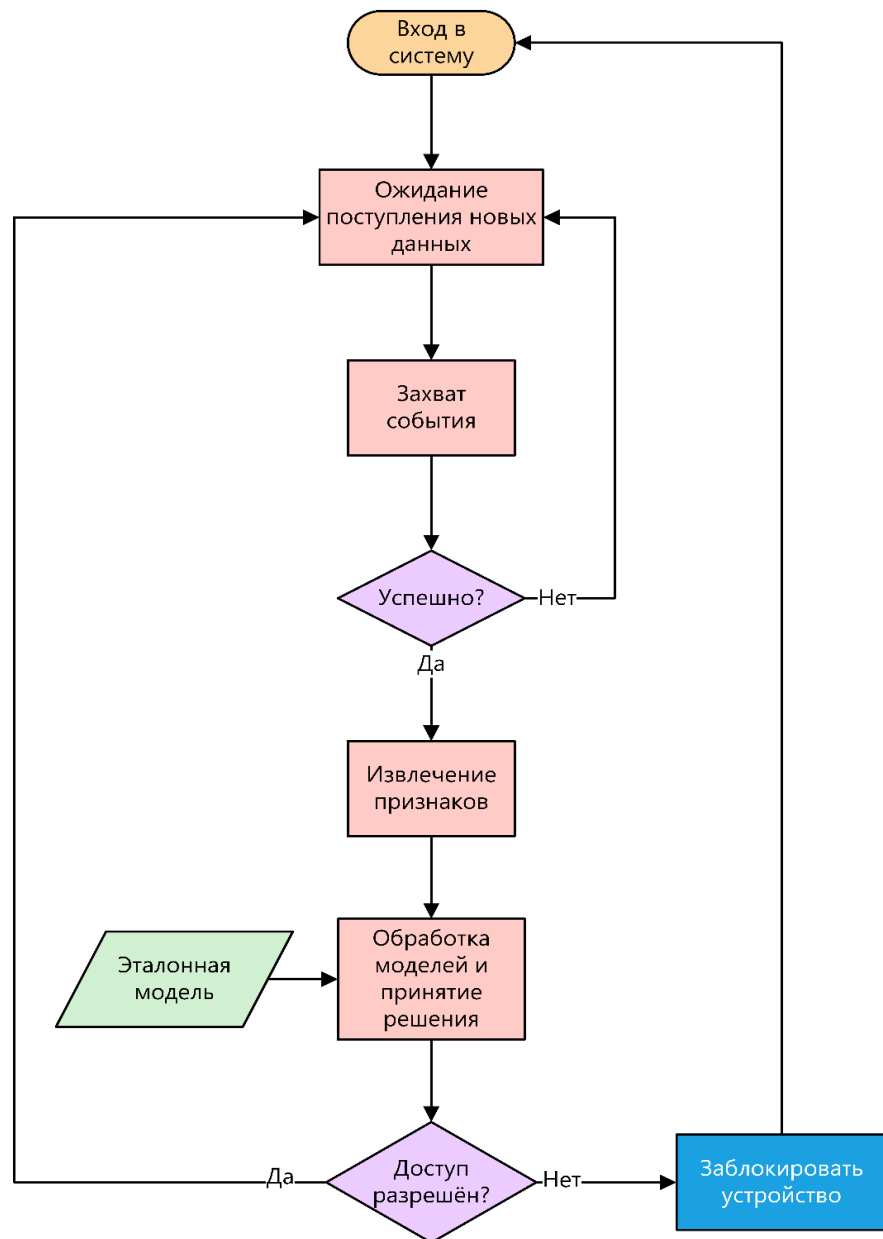 Вход в
систему
Ожидание
поступления новых
данных
Захват
события
Успешно?
Нет
Да
Извлечение
признаков
Эталонная
модель
Обработка
моделей и
принятие
решения
Да
Доступ
разрешён?
Нет
Заблокировать
устройство